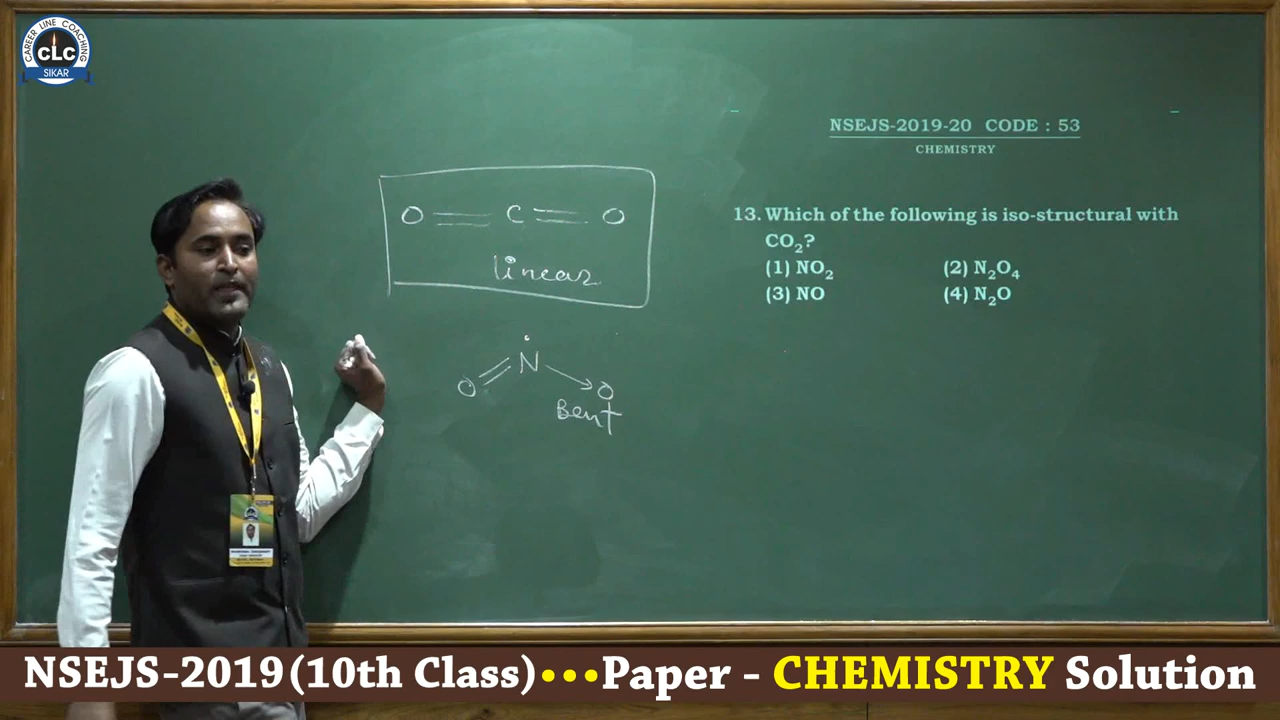 CAREER LINE COACHING
CLC
SIKAR
NSEJS-2019-20 CODE : 53
CHEMISTRY
O = C = O
linear
13. Which of the following is iso-structural with
CO₂?
(1) NO₂ (2) N₂O₄
(3) NO (4) N₂O
O = N → O
Bent
NSEJS-2019(10th Class)•••Paper - CHEMISTRY Solution